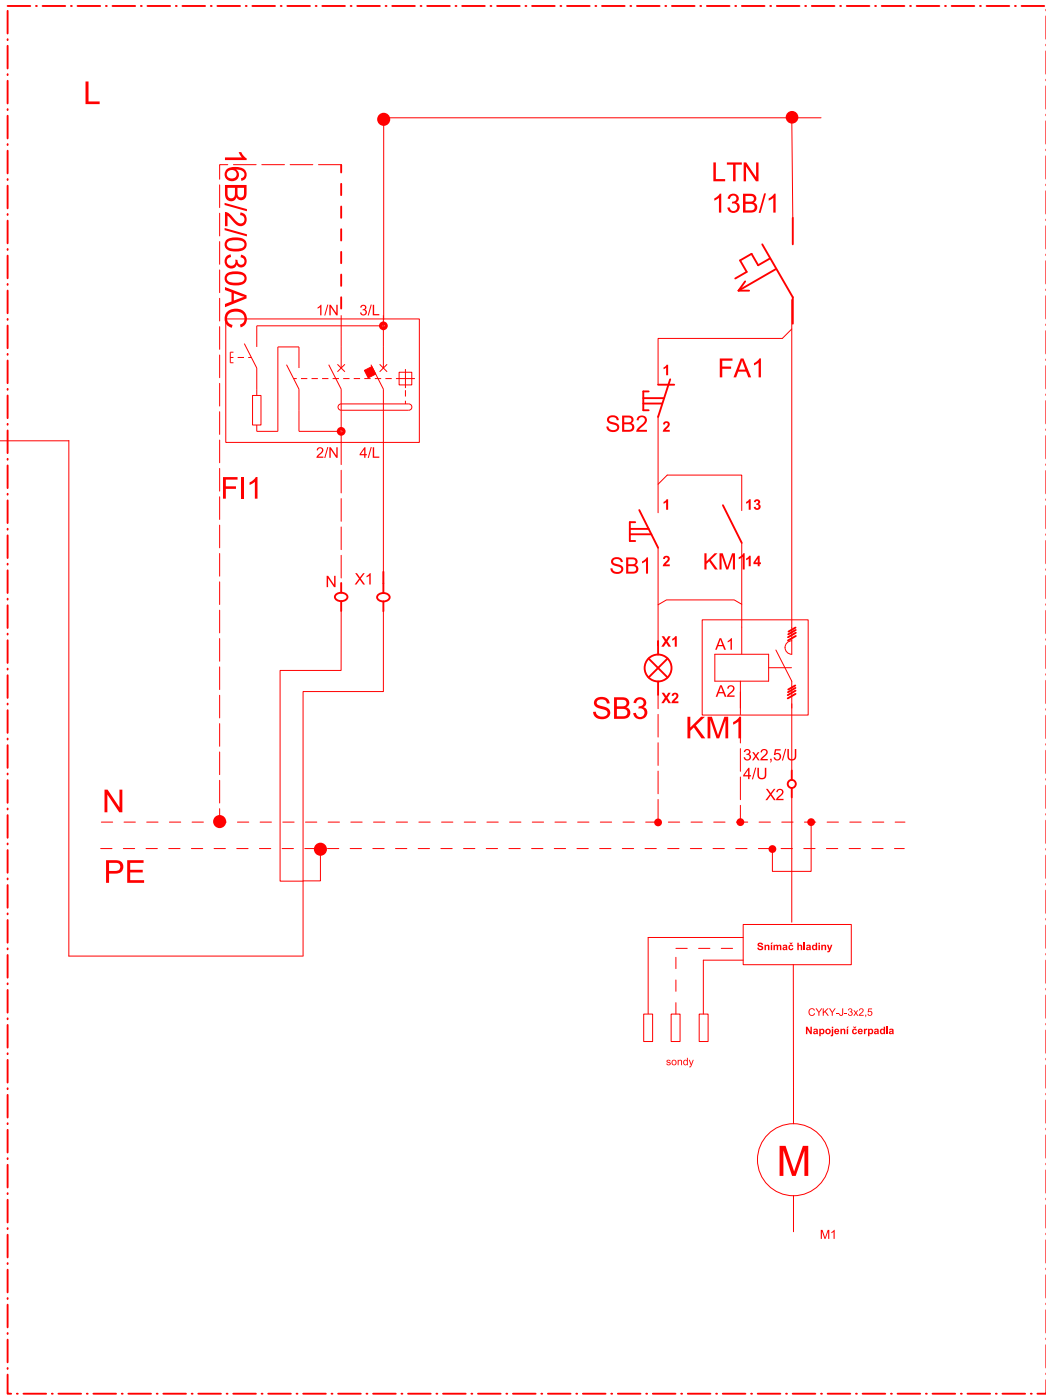 L
16B/2/030AC
LTN
13B/1
1/N 3/L
FA1
1
SB2
2
2/N 4/L
FI1
1 13
SB1 2 KM1 14
N X1
X1 A1
X2 A2
SB3
KM1
3x2,5/U
4/U
X2
N
PE
Snímač hladiny
CYKY-J-3x2,5
Napojení čerpadla
sondy
M
M1